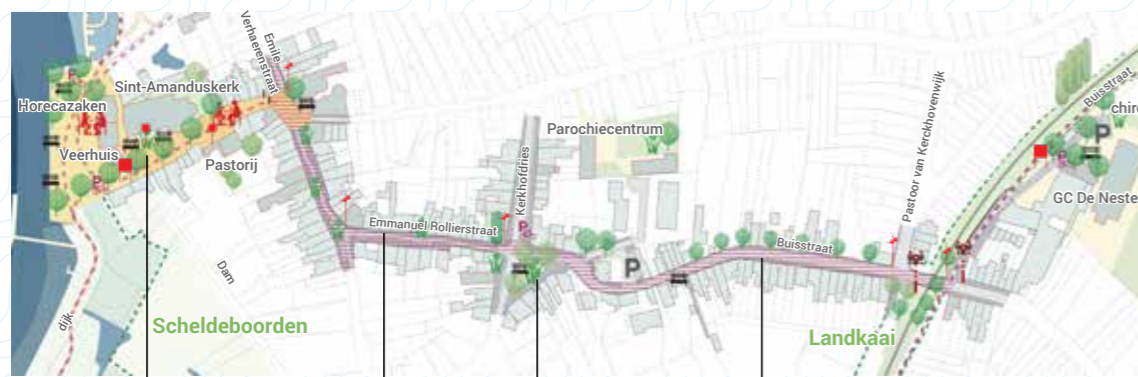 Emile
Verhaerenstraat
Sint-Amanduskerk
Horecazaken
Veerhuis
Pastorij
Parochiecentrum
Kerkhofdries
Pastoor van Kerckhovenwijk
Buisstraat
P
GC De Neste
Emmanuel Rollierstraat
P
Buisstraat
Dam
dijk
Scheldeboorden
Landkaai